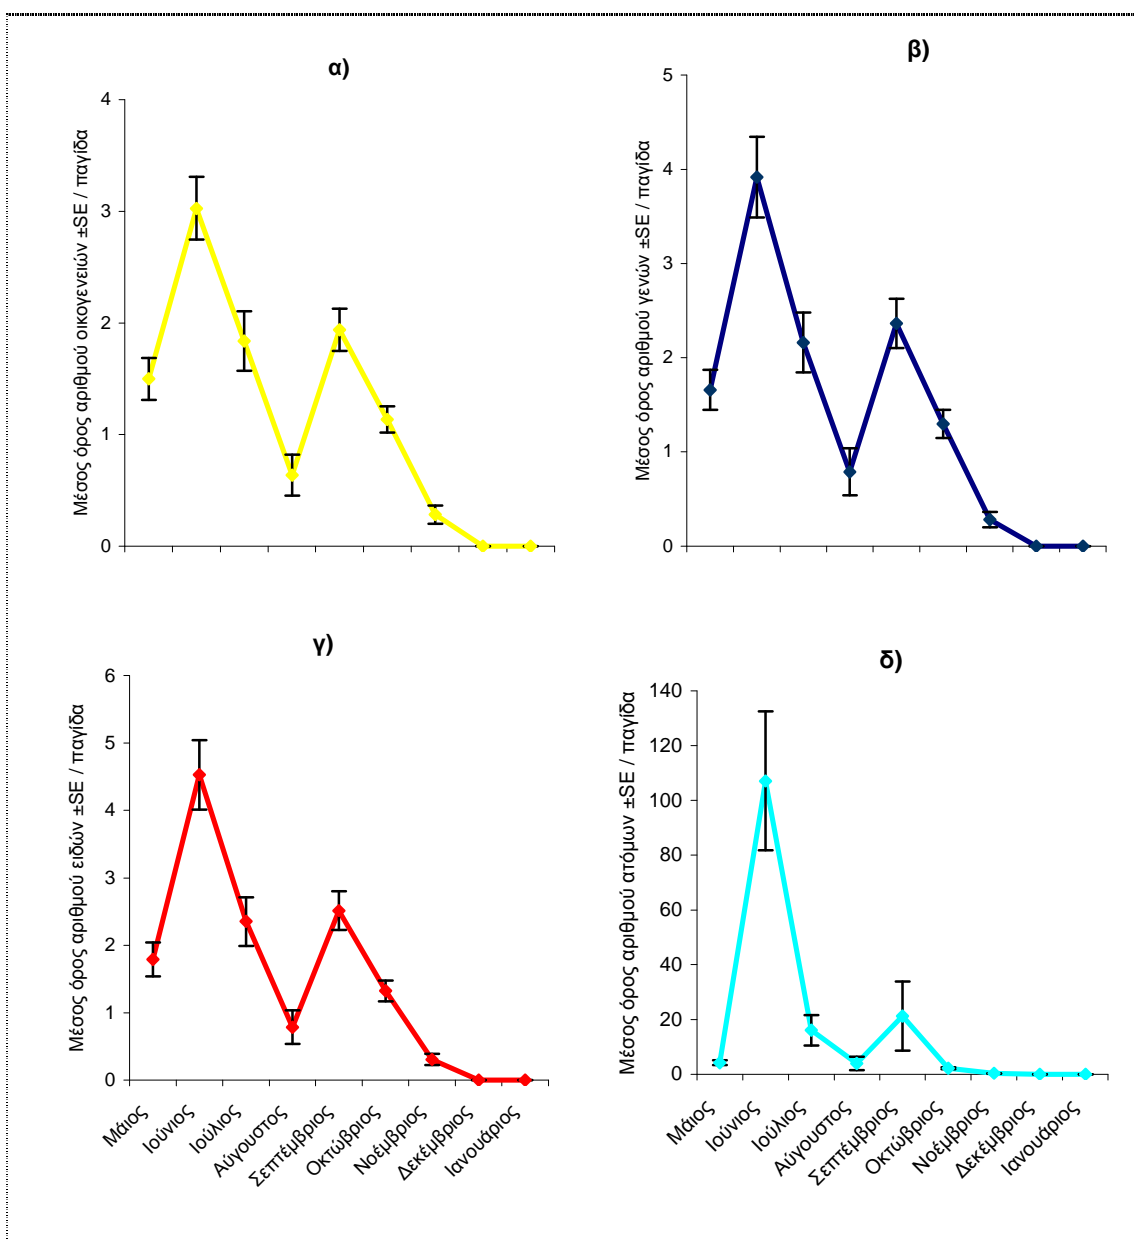 α)
Μέσος όρος αριθμού οικογενειών ±SE / παγίδα
4
3
2
1
0
β)
Μέσος όρος αριθμού γενών ±SE / παγίδα
5
4
3
2
1
0
γ)
Μέσος όρος αριθμού ειδών ±SE / παγίδα
6
5
4
3
2
1
0
Μάιος
Ιούνιος
Ιούλιος
Αύγουστος
Σεπτέμβριος
Οκτώβριος
Νοέμβριος
Δεκέμβριος
Ιανουάριος
δ)
Μέσος όρος αριθμού ατόμων ±SE / παγίδα
140
120
100
80
60
40
20
0
Μάιος
Ιούνιος
Ιούλιος
Αύγουστος
Σεπτέμβριος
Οκτώβριος
Νοέμβριος
Δεκέμβριος
Ιανουάριος